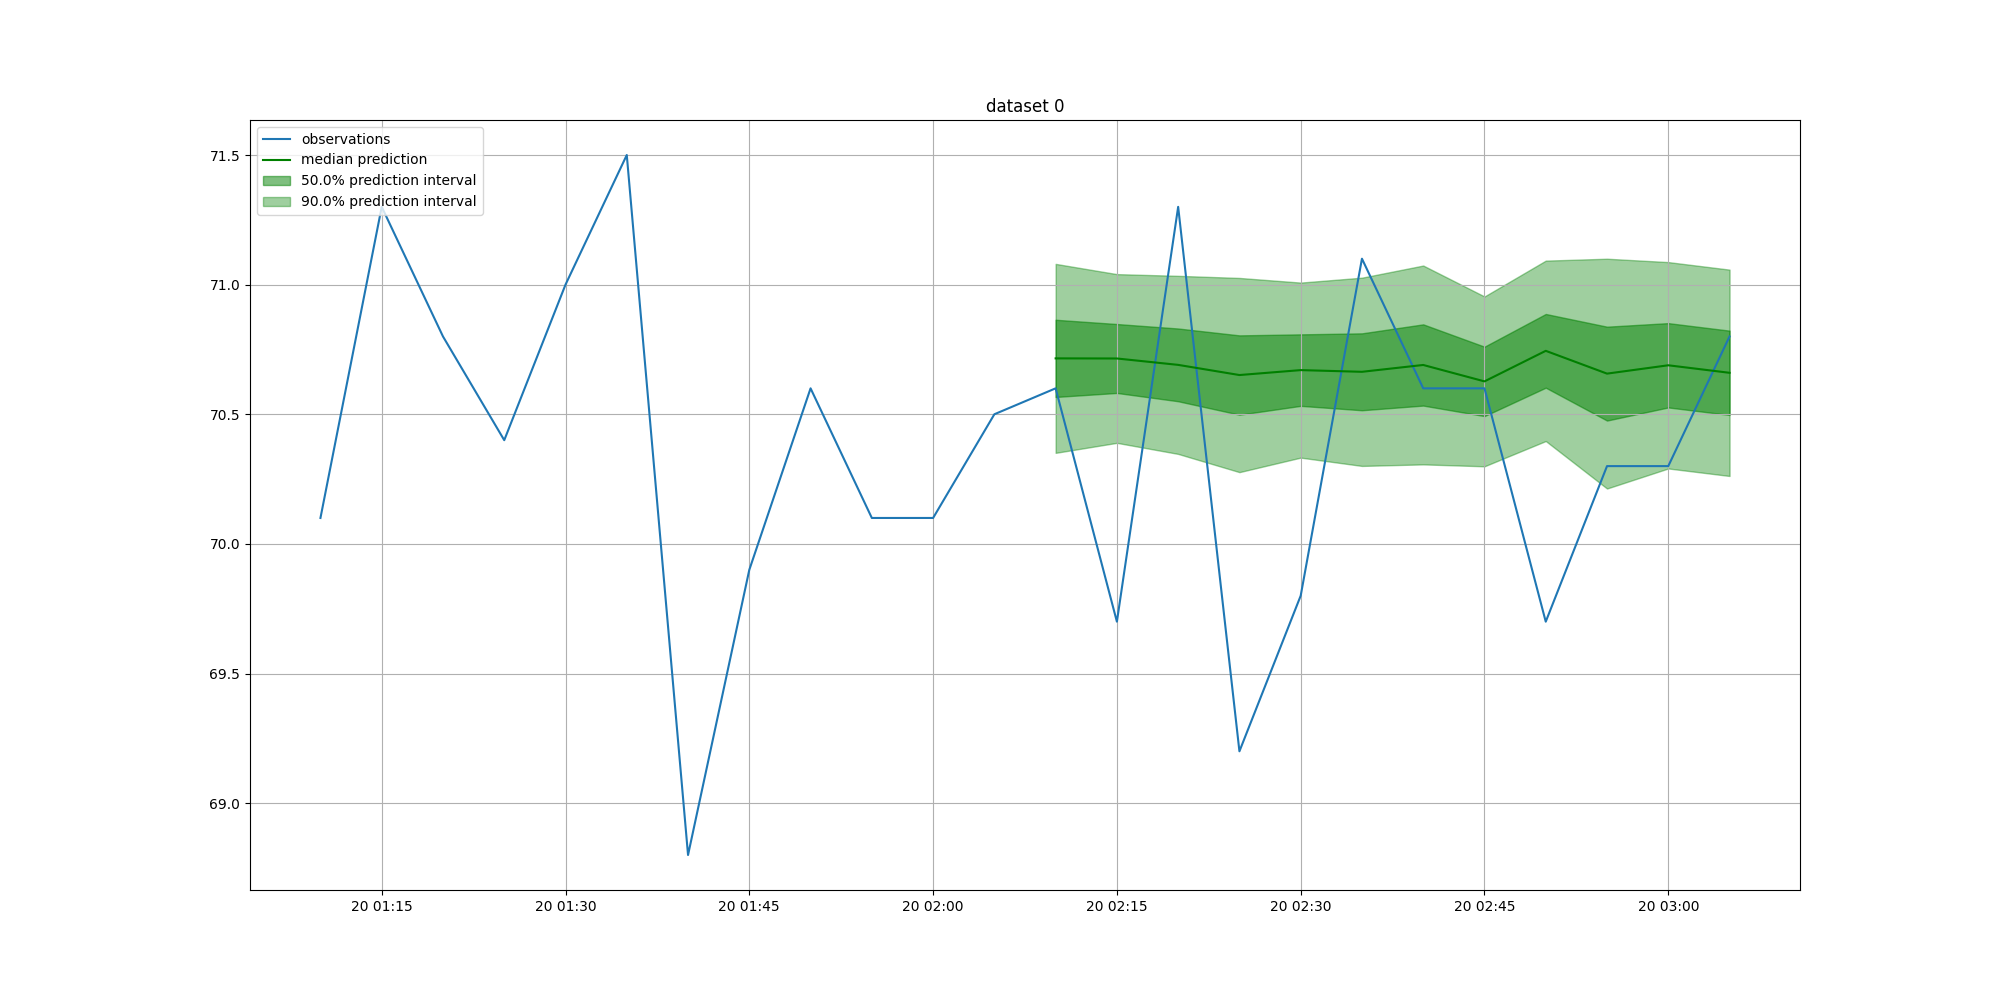 dataset 0
observations
median prediction
50.0% prediction interval
90.0% prediction interval
71.5
71.0
70.5
70.0
69.5
69.0
20 01:15
20 01:30
20 01:45
20 02:00
20 02:15
20 02:30
20 02:45
20 03:00